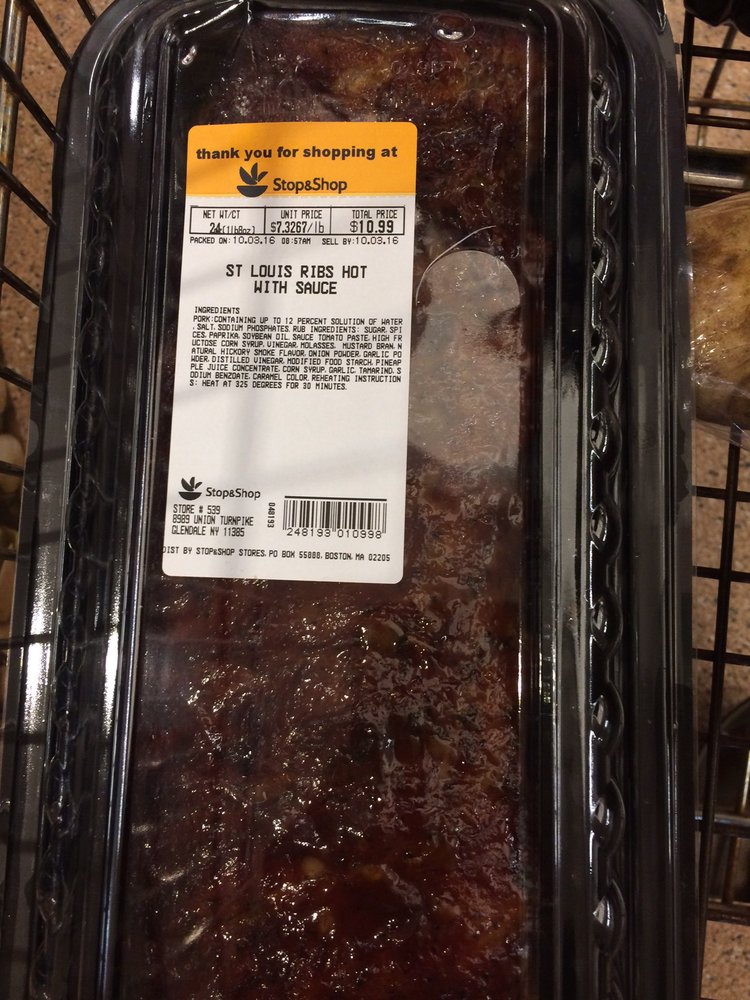 thank you for shopping at
Stop&Shop
NET WT/CT UNIT PRICE TOTAL PRICE
24(1lb8oz) $7.3267/lb $10.99
PACKED ON:10.03.16 08:57AM SELL BY:10.03.16
ST LOUIS RIBS HOT
WITH SAUCE
INGREDIENTS
PORK:CONTAINING UP TO 12 PERCENT SOLUTION OF WATER
, SALT, SODIUM PHOSPHATES. RUB INGREDIENTS: SUGAR, SPI
CES, PAPRIKA, SOYBEAN OIL. SAUCE TOMATO PASTE, HIGH FR
UCTOSE CORN SYRUP, VINEGAR, MOLASSES, MUSTARD BRAN, N
ATURAL HICKORY SMOKE FLAVOR, ONION POWDER, GARLIC PO
WDER, DISTILLED VINEGAR, MODIFIED FOOD STARCH, PINEAP
PLE JUICE CONCENTRATE, CORN SYRUP, GARLIC, TAMARIND, S
ODIUM BENZOATE, CARAMEL COLOR, REHEATING INSTRUCTION
S: HEAT AT 325 DEGREES FOR 30 MINUTES.
Stop&Shop
STORE # 539
8989 UNION TURNPIKE
GLENDALE NY 11385
048193
248193 010998
DIST BY STOP&SHOP STORES, PO BOX 55888, BOSTON, MA 02205